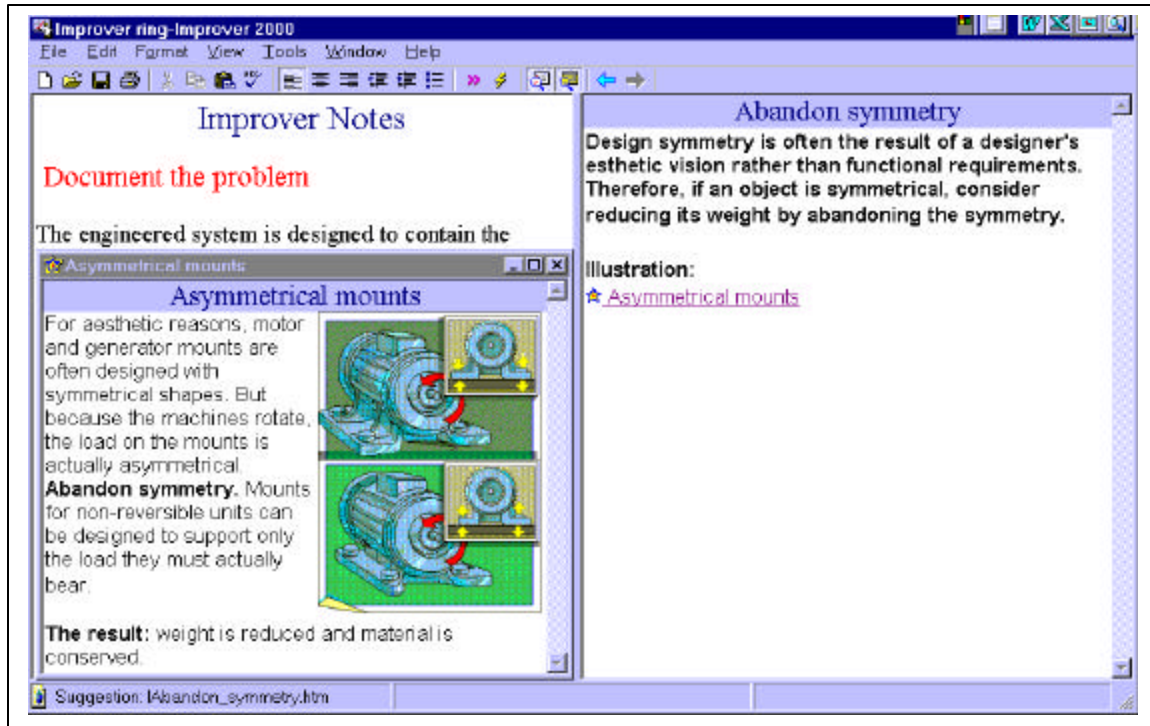 Improver ring-Improver 2000
File Edit Format View Tools Window Help
Improver Notes
Document the problem
The engineered system is designed to contain the
Asymmetrical mounts
Asymmetrical mounts
For aesthetic reasons, motor
and generator mounts are
often designed with
symmetrical shapes. But
because the machines rotate,
the load on the mounts is
actually asymmetrical.
Abandon symmetry. Mounts
for non-reversible units can
be designed to support only
the load they must actually
bear.
The result: weight is reduced and material is
conserved.
Abandon symmetry
Design symmetry is often the result of a designer's
esthetic vision rather than functional requirements.
Therefore, if an object is symmetrical, consider
reducing its weight by abandoning the symmetry.
Illustration:
Asymmetrical mounts
Suggestion: IAbandon_symmetry.htm